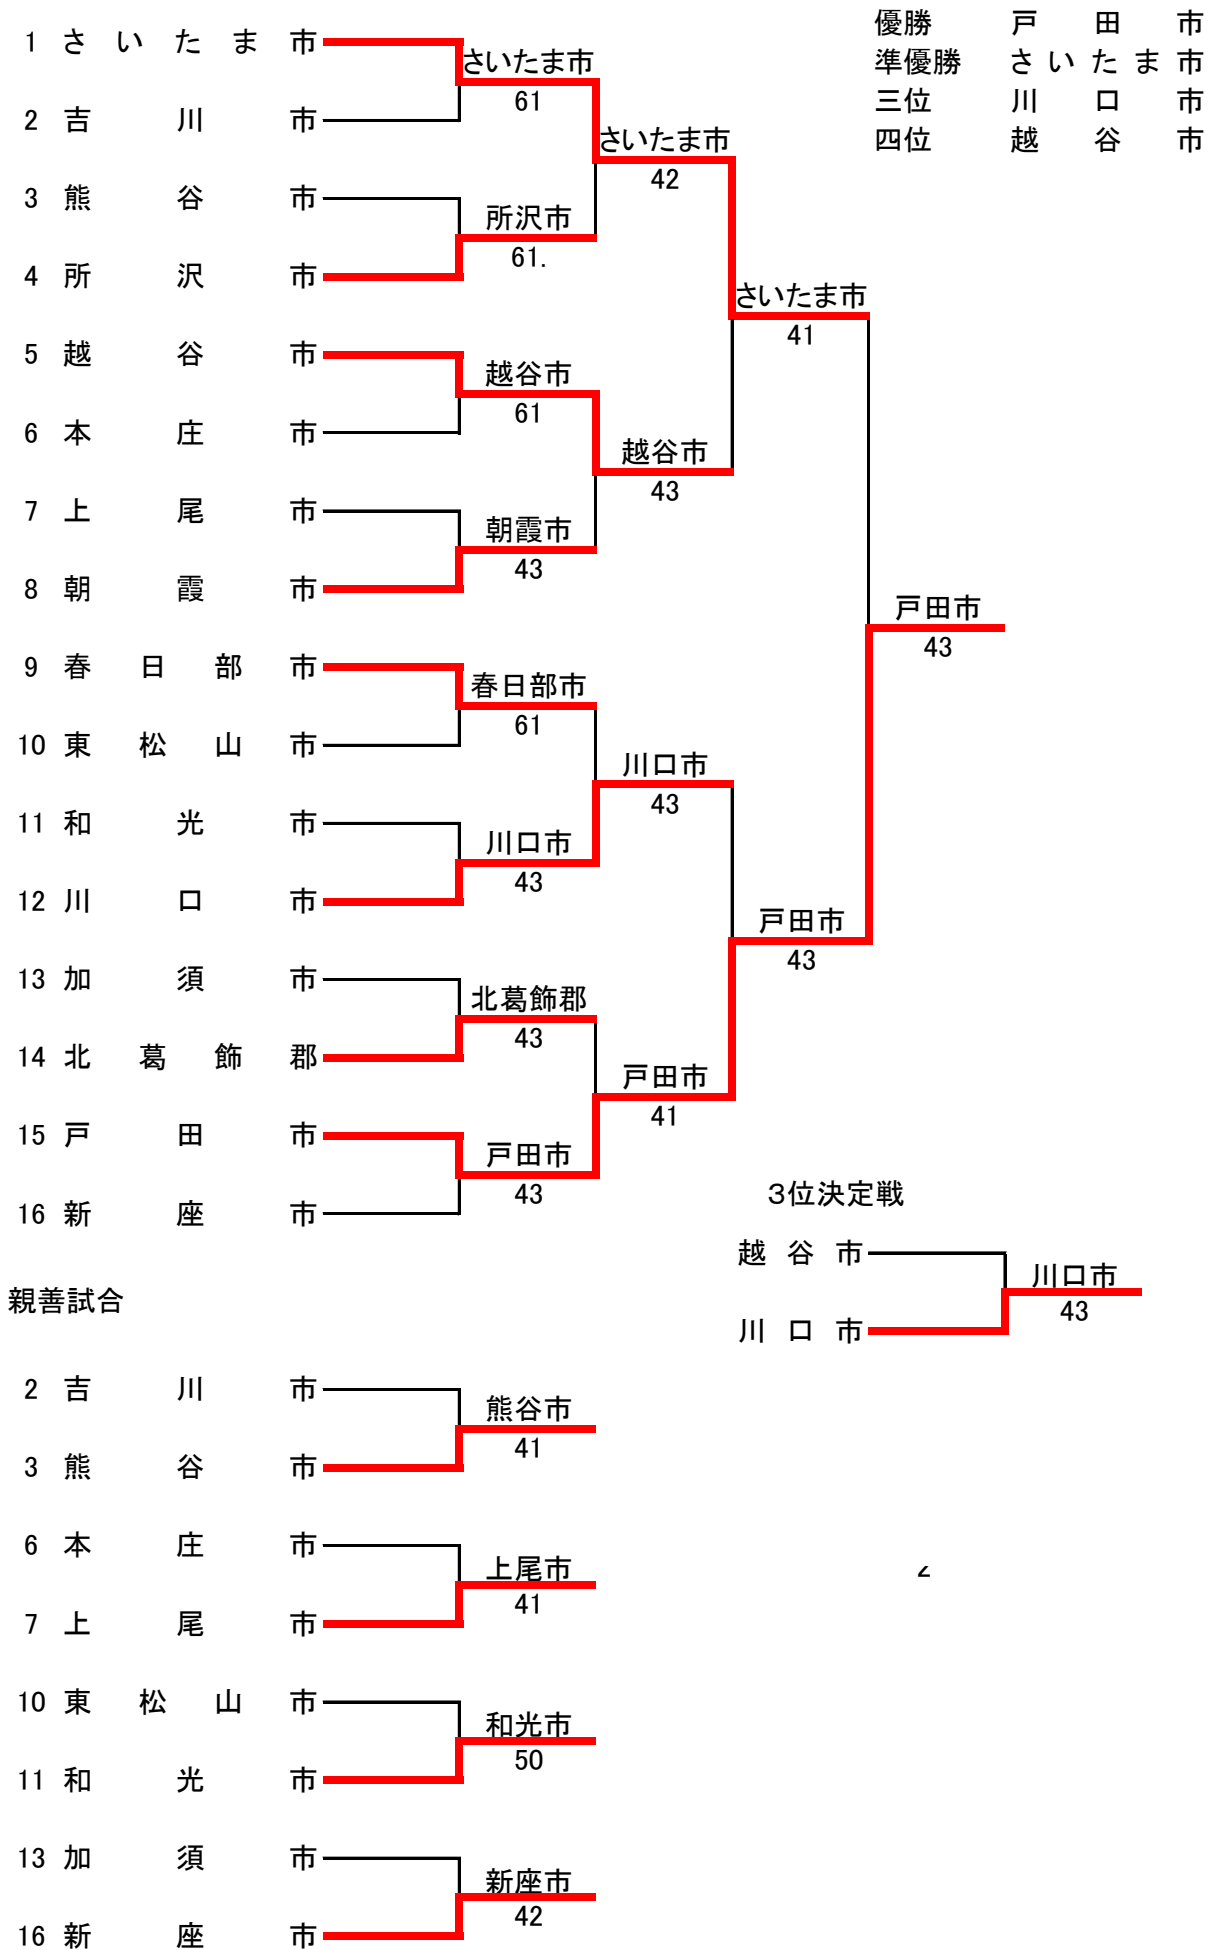 優勝 戸田市
準優勝 さいたま市
三位 川口市
四位 越谷市
1 さいたま市
さいたま市
61
2 吉川市
さいたま市
42
3 熊谷市
所沢市
61.
4 所沢市
さいたま市
41
5 越谷市
越谷市
61
6 本庄市
越谷市
43
7 上尾市
朝霞市
43
8 朝霞市
戸田市
43
9 春日部市
春日部市
61
10 東松山市
川口市
43
11 和光市
川口市
43
12 川口市
戸田市
43
13 加須市
北葛飾郡
43
14 北葛飾郡
戸田市
41
15 戸田市
戸田市
43
16 新座市
3位決定戦
越谷市
川口市
43
川口市
親善試合
2 吉川市
熊谷市
41
3 熊谷市
6 本庄市
上尾市
41
7 上尾市
10 東松山市
和光市
50
11 和光市
13 加須市
新座市
42
16 新座市